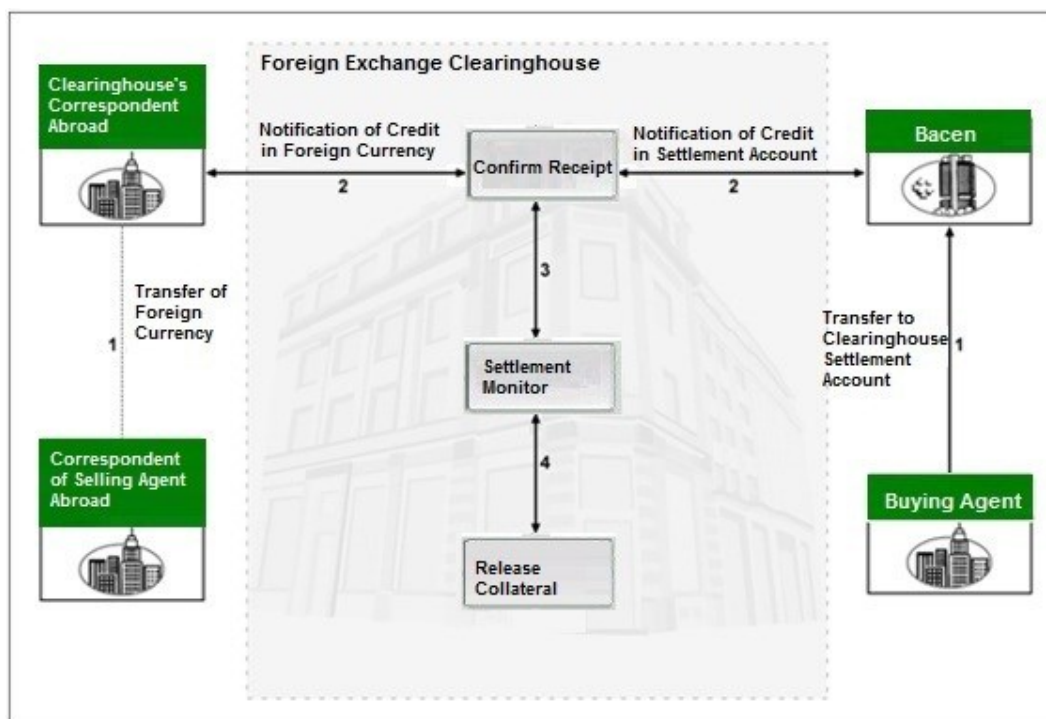 Foreign Exchange Clearinghouse
Clearinghouse's
Correspondent
Abroad
Notification of Credit
in Foreign Currency
2
Confirm Receipt
Notification of Credit
in Settlement Account
2
Bacen
3
Transfer of
Foreign
Currency
1
Transfer to
Clearinghouse
Settlement
Account
1
Settlement
Monitor
4
Correspondent
of Selling Agent
Abroad
Buying Agent
Release
Collateral